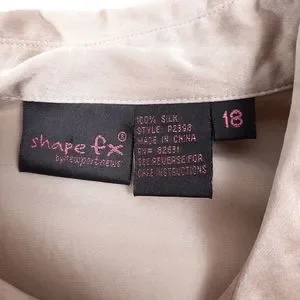 shape fx®
by newport news
100% SILK
STYLE: P2398
MADE IN CHINA
RN# 92631
SEE REVERSE FOR
CARE INSTRUCTIONS
18